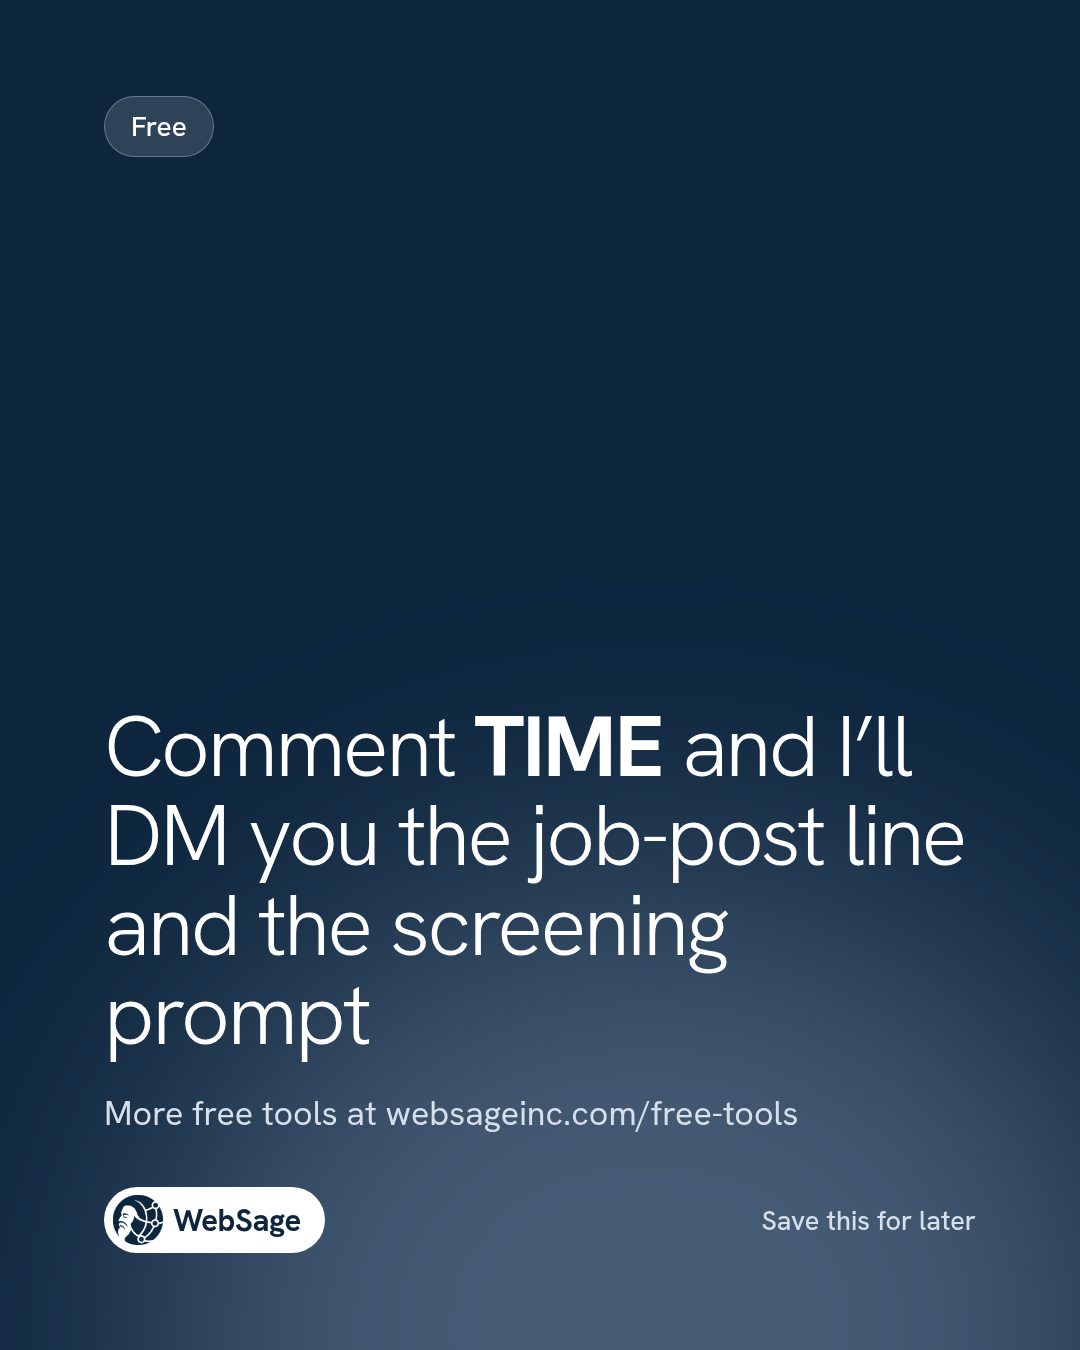 Free
Comment TIME and I’ll
DM you the job-post line
and the screening
prompt
More free tools at websageinc.com/free-tools
WebSage
Save this for later